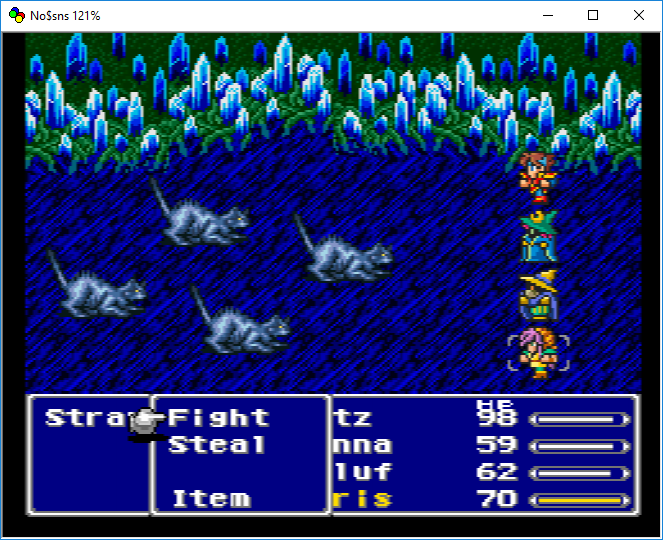 No$sns 121%
HP
Stra Fight tz 98
Steal nna 59
luf 62
Item ris 70